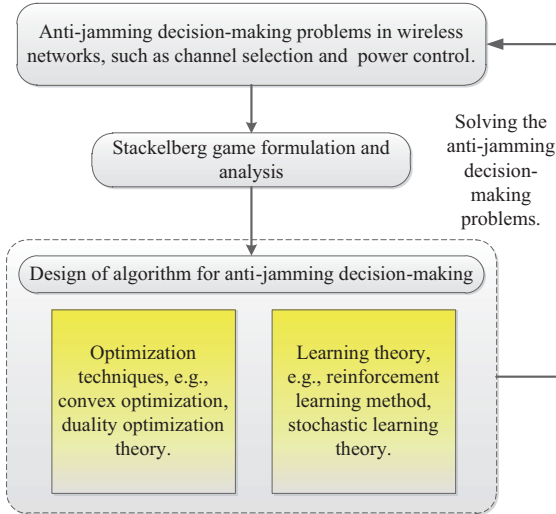 Anti-jamming decision-making problems in wireless
networks, such as channel selection and power control.
Stackelberg game formulation and
analysis
Solving the
anti-jamming
decision-
making
problems.
Design of algorithm for anti-jamming decision-making
Optimization
techniques, e.g.,
convex optimization,
duality optimization
theory.
Learning theory,
e.g., reinforcement
learning method,
stochastic learning
theory.